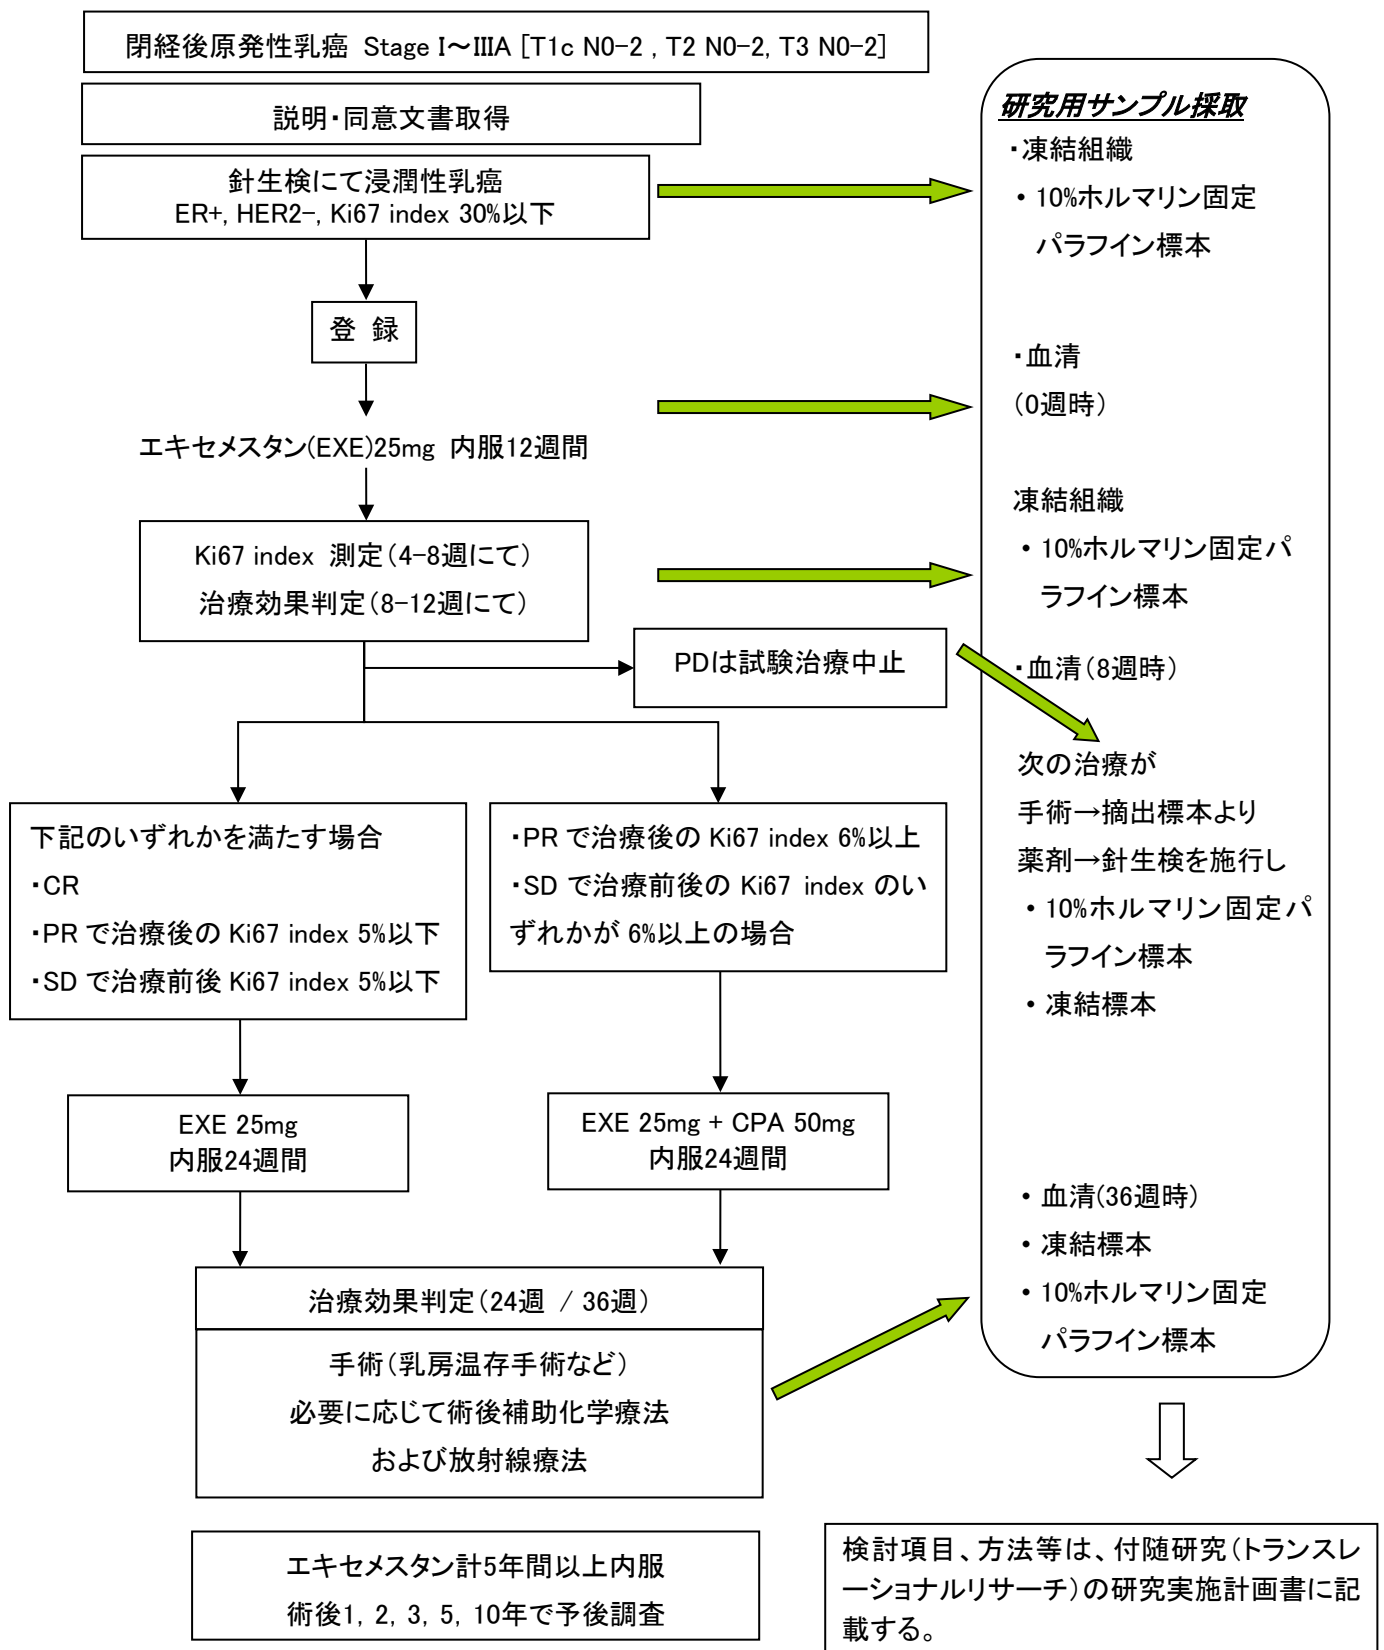 閉経後原発性乳癌 Stage I～IIIA [T1c N0-2 , T2 N0-2, T3 N0-2]
説明・同意文書取得
針生検にて浸潤性乳癌
ER+, HER2-, Ki67 index 30%以下
登 録
エキセメスタン(EXE)25mg 内服12週間
Ki67 index 測定（4-8週にて）
治療効果判定（8-12週にて）
PDは試験治療中止
下記のいずれかを満たす場合
・CR
・PR で治療後の Ki67 index 5%以下
・SD で治療前後 Ki67 index 5%以下
・PR で治療後の Ki67 index 6%以上
・SD で治療前後の Ki67 index のい
ずれかが 6%以上の場合
EXE 25mg
内服24週間
EXE 25mg + CPA 50mg
内服24週間
治療効果判定（24週 / 36週）
手術（乳房温存手術など）
必要に応じて術後補助化学療法
および放射線療法
エキセメスタン計5年間以上内服
術後1, 2, 3, 5, 10年で予後調査
研究用サンプル採取
・凍結組織
・10%ホルマリン固定
パラフイン標本
・血清
(0週時）
凍結組織
・10%ホルマリン固定パ
ラフイン標本
・血清（8週時）
次の治療が
手術→摘出標本より
薬剤→針生検を施行し
・10%ホルマリン固定パ
ラフイン標本
・凍結標本
・血清(36週時）
・凍結標本
・10%ホルマリン固定
パラフイン標本
検討項目、方法等は、付随研究（トランスレ
ーショナルリサーチ）の研究実施計画書に記
載する。